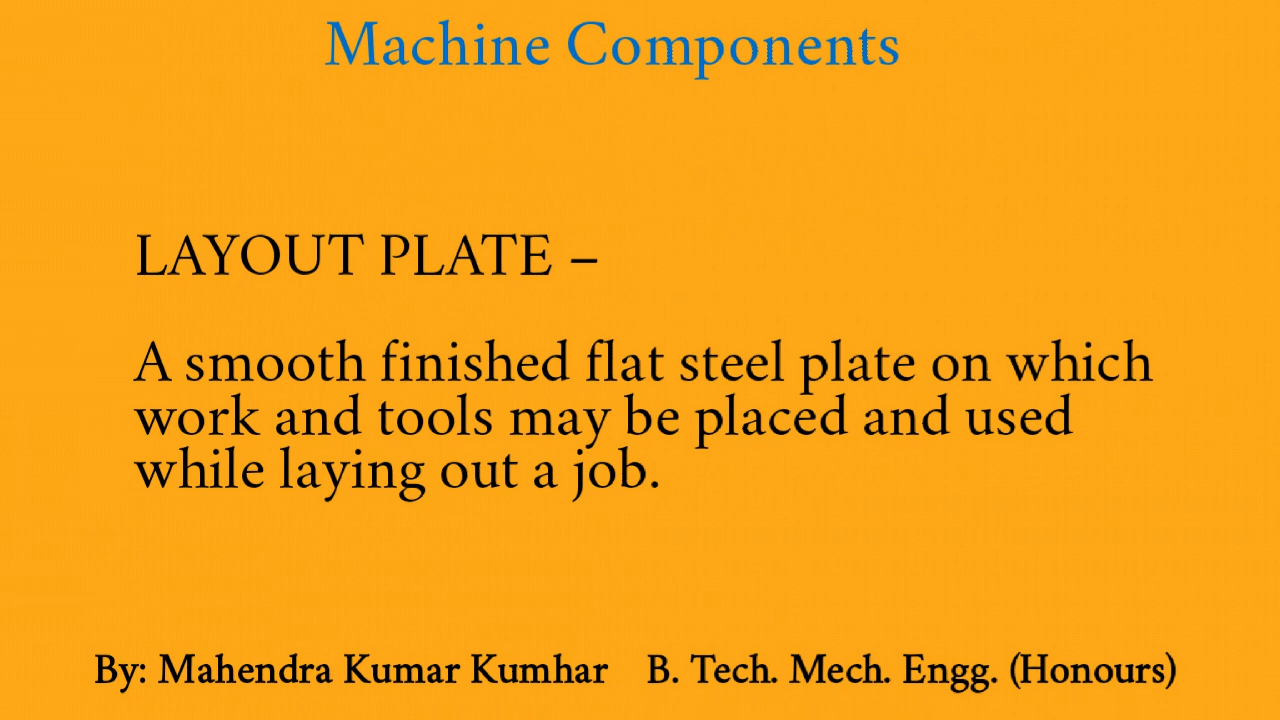 Machine Components
LAYOUT PLATE –
A smooth finished flat steel plate on which
work and tools may be placed and used
while laying out a job.
By: Mahendra Kumar Kumhar B. Tech. Mech. Engg. (Honours)